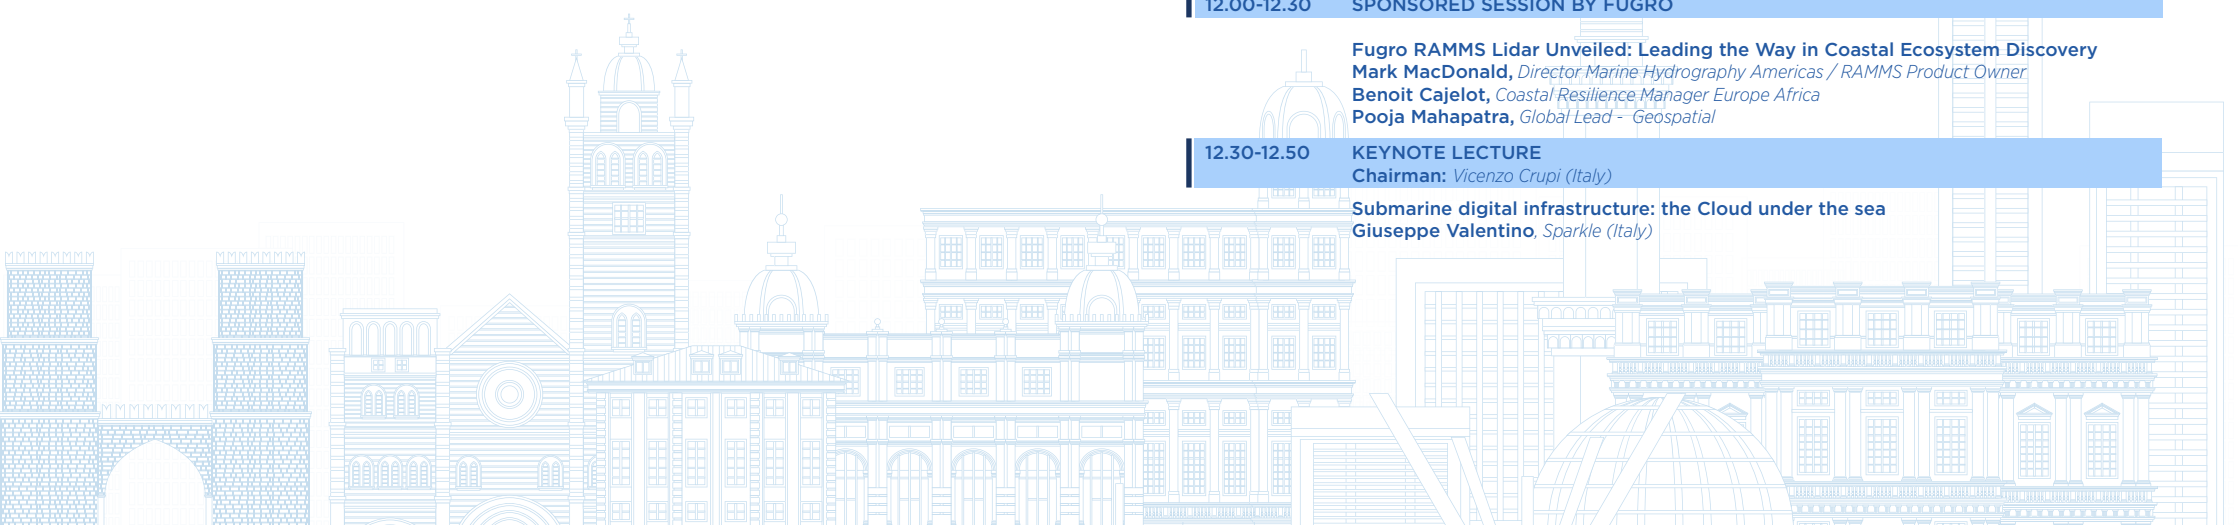 12.00-12.30 SPONSORED SESSION BY FUGRO
Fugro RAMMS Lidar Unveiled: Leading the Way in Coastal Ecosystem Discovery
Mark MacDonald, Director Marine Hydrography Americas / RAMMS Product Owner
Benoit Cajelot, Coastal Resilience Manager Europe Africa
Pooja Mahapatra, Global Lead - Geospatial
12.30-12.50 KEYNOTE LECTURE
Chairman: Vicenzo Crupi (Italy)
Submarine digital infrastructure: the Cloud under the sea
Giuseppe Valentino, Sparkle (Italy)